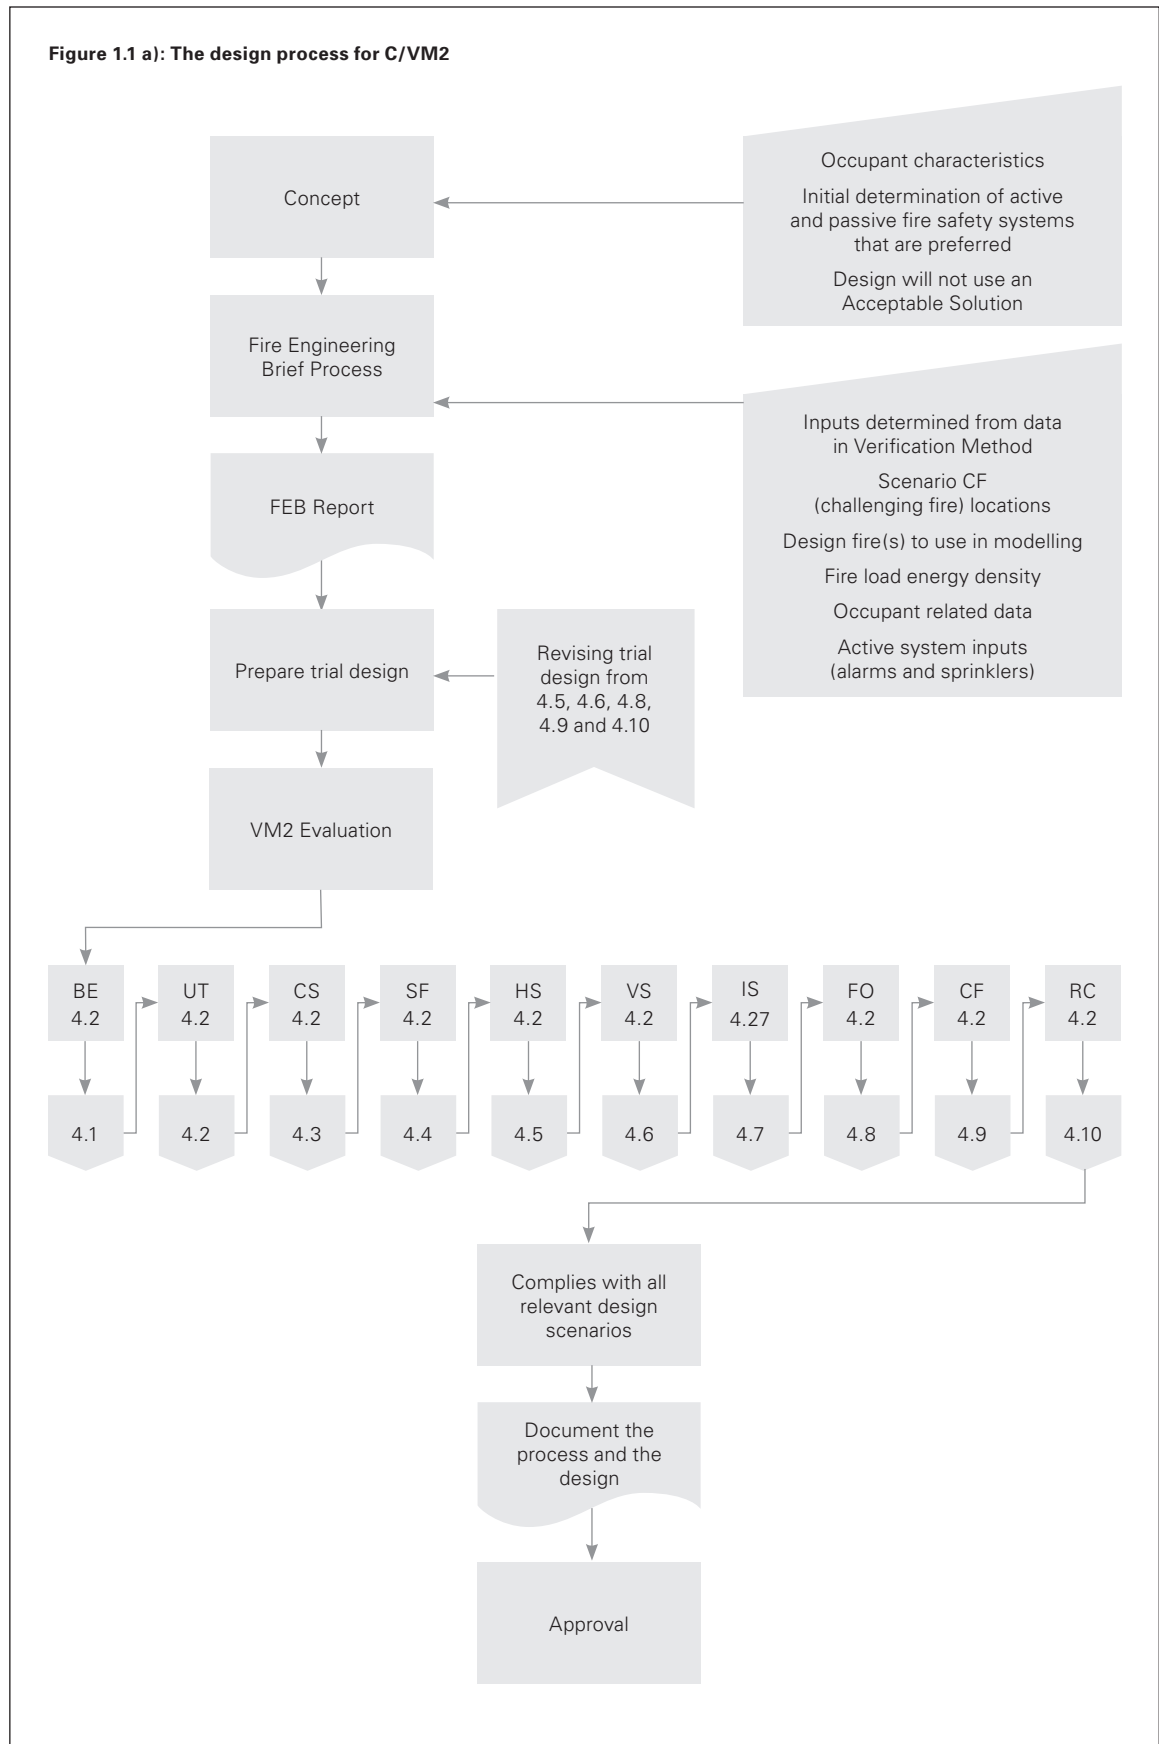 Figure 1.1 a): The design process for C/VM2
Concept
Occupant characteristics
Initial determination of active
and passive fire safety systems
that are preferred
Design will not use an
Acceptable Solution
Fire Engineering
Brief Process
Inputs determined from data
in Verification Method
Scenario CF
(challenging fire) locations
Design fire(s) to use in modelling
Fire load energy density
Occupant related data
Active system inputs
(alarms and sprinklers)
FEB Report
Prepare trial design
Revising trial
design from
4.5, 4.6, 4.8,
4.9 and 4.10
VM2 Evaluation
BE
4.2
UT
4.2
CS
4.2
SF
4.2
HS
4.2
VS
4.2
IS
4.27
FO
4.2
CF
4.2
RC
4.2
4.1
4.2
4.3
4.4
4.5
4.6
4.7
4.8
4.9
4.10
Complies with all
relevant design
scenarios
Document the
process and the
design
Approval